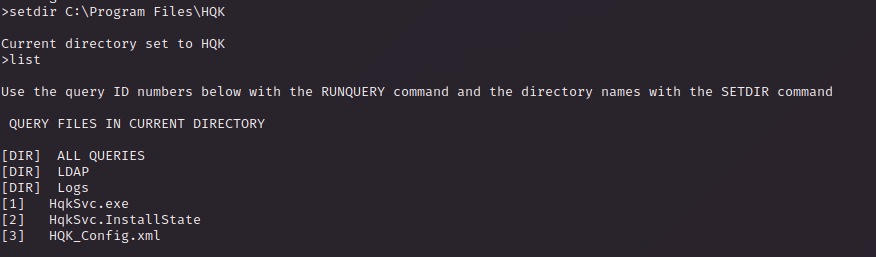 >setdir C:\Program Files\HQK
Current directory set to HQK
>list
Use the query ID numbers below with the RUNQUERY command and the directory names with the SETDIR command
QUERY FILES IN CURRENT DIRECTORY
[DIR]  ALL QUERIES
[DIR]  LDAP
[DIR]  Logs
[1]   HqkSvc.exe
[2]   HqkSvc.InstallState
[3]   HQK_Config.xml